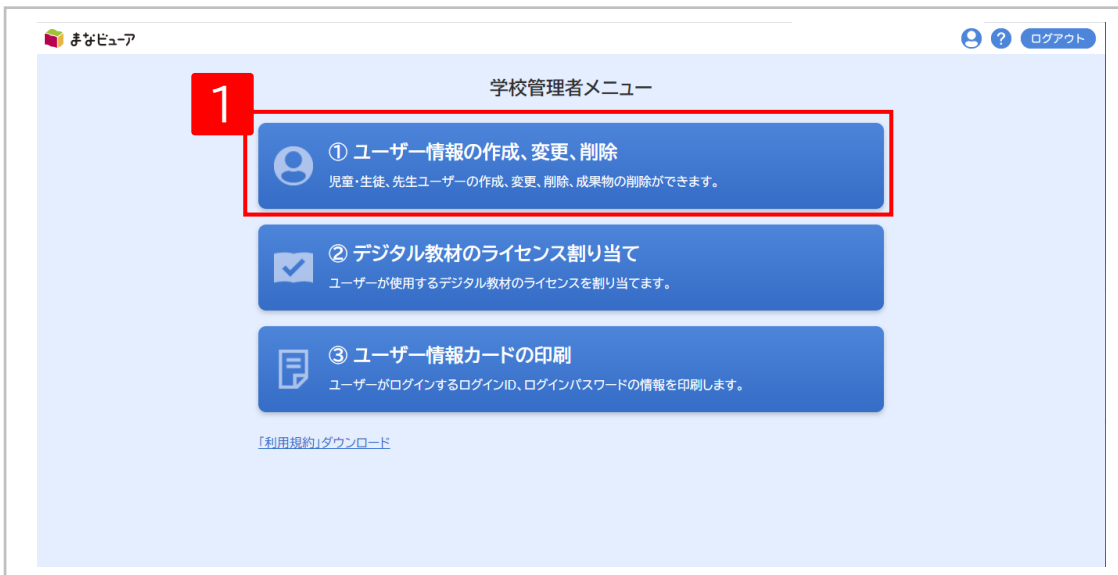 まなビューア
? ログアウト
学校管理者メニュー
1
① ユーザー情報の作成、変更、削除
児童・生徒、先生ユーザーの作成、変更、削除、成果物の削除ができます。
② デジタル教材のライセンス割り当て
ユーザーが使用するデジタル教材のライセンスを割り当てます。
③ ユーザー情報カードの印刷
ユーザーがログインするログインID、ログインパスワードの情報を印刷します。
「利用規約」ダウンロード